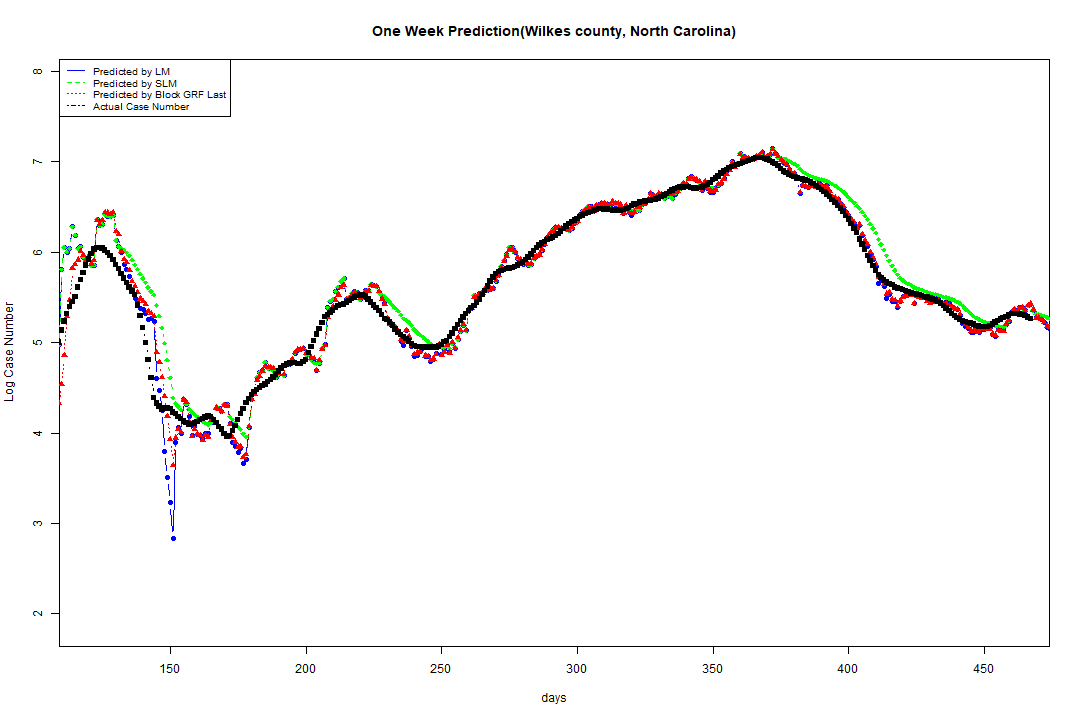 One Week Prediction(Wilkes county, North Carolina)
Predicted by LM
Predicted by SLM
Predicted by Block GRF Last
Actual Case Number
8
7
6
5
4
3
2
Log Case Number
150 200 250 300 350 400 450
days